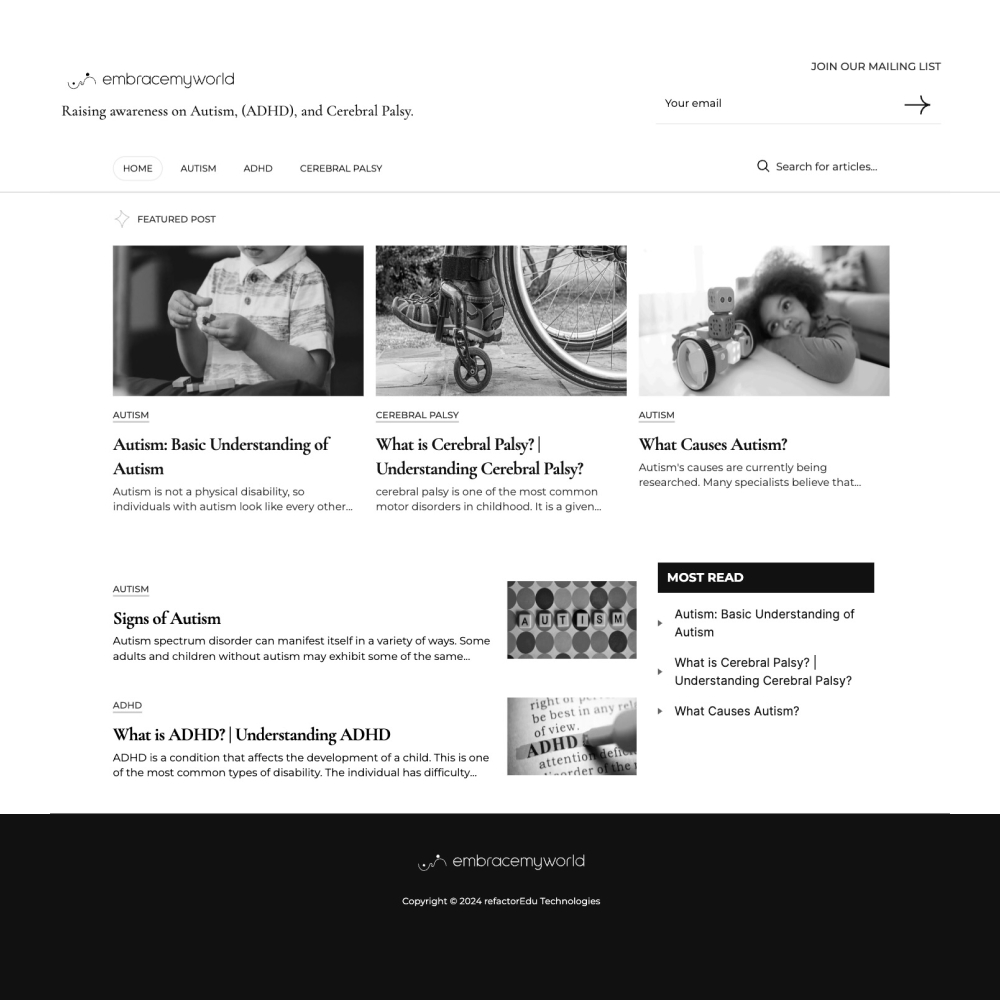 embracemyworld
Raising awareness on Autism, (ADHD), and Cerebral Palsy.
JOIN OUR MAILING LIST
Your email
HOME
AUTISM
ADHD
CEREBRAL PALSY
Search for articles...
FEATURED POST
AUTISM
Autism: Basic Understanding of
Autism
Autism is not a physical disability, so
individuals with autism look like every other...
CEREBRAL PALSY
What is Cerebral Palsy? |
Understanding Cerebral Palsy?
cerebral palsy is one of the most common
motor disorders in childhood. It is a given...
AUTISM
What Causes Autism?
Autism's causes are currently being
researched. Many specialists believe that...
AUTISM
Signs of Autism
Autism spectrum disorder can manifest itself in a variety of ways. Some
adults and children without autism may exhibit some of the same...
AUTISM
ADHD
What is ADHD? | Understanding ADHD
ADHD is a condition that affects the development of a child. This is one
of the most common types of disability. The individual has difficulty...
right of
be best in any
of view.
ADHD
attention
of the
MOST READ
Autism: Basic Understanding of
Autism
What is Cerebral Palsy? |
Understanding Cerebral Palsy?
What Causes Autism?
embracemyworld
Copyright © 2024 refactorEdu Technologies